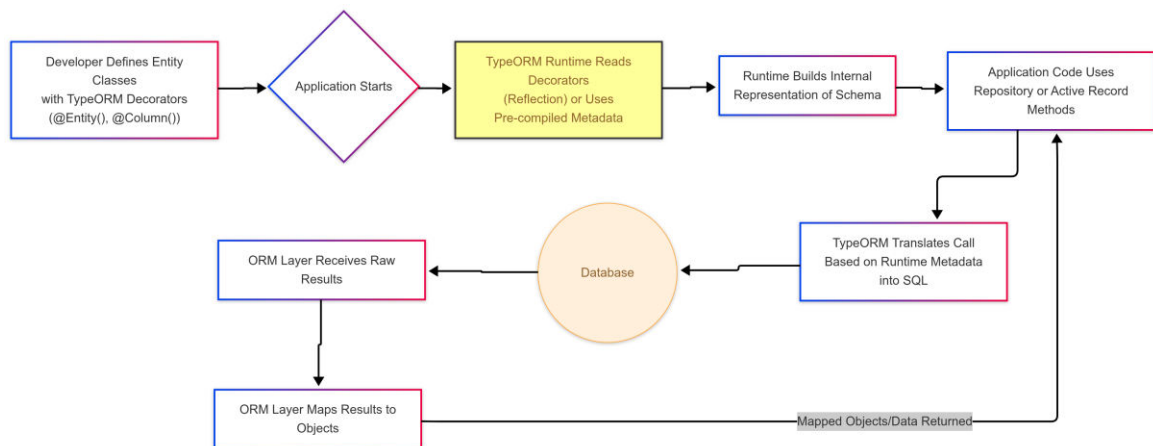 Developer Defines Entity
Classes
with TypeORM Decorators
(@Entity(), @Column())
Application Starts
TypeORM Runtime Reads
Decorators
(Reflection) or Uses
Pre-compiled Metadata
Runtime Builds Internal
Representation of Schema
Application Code Uses
Repository or Active Record
Methods
TypeORM Translates Call
Based on Runtime Metadata
into SQL
Database
ORM Layer Receives Raw
Results
ORM Layer Maps Results to
Objects
Mapped Objects/Data Returned